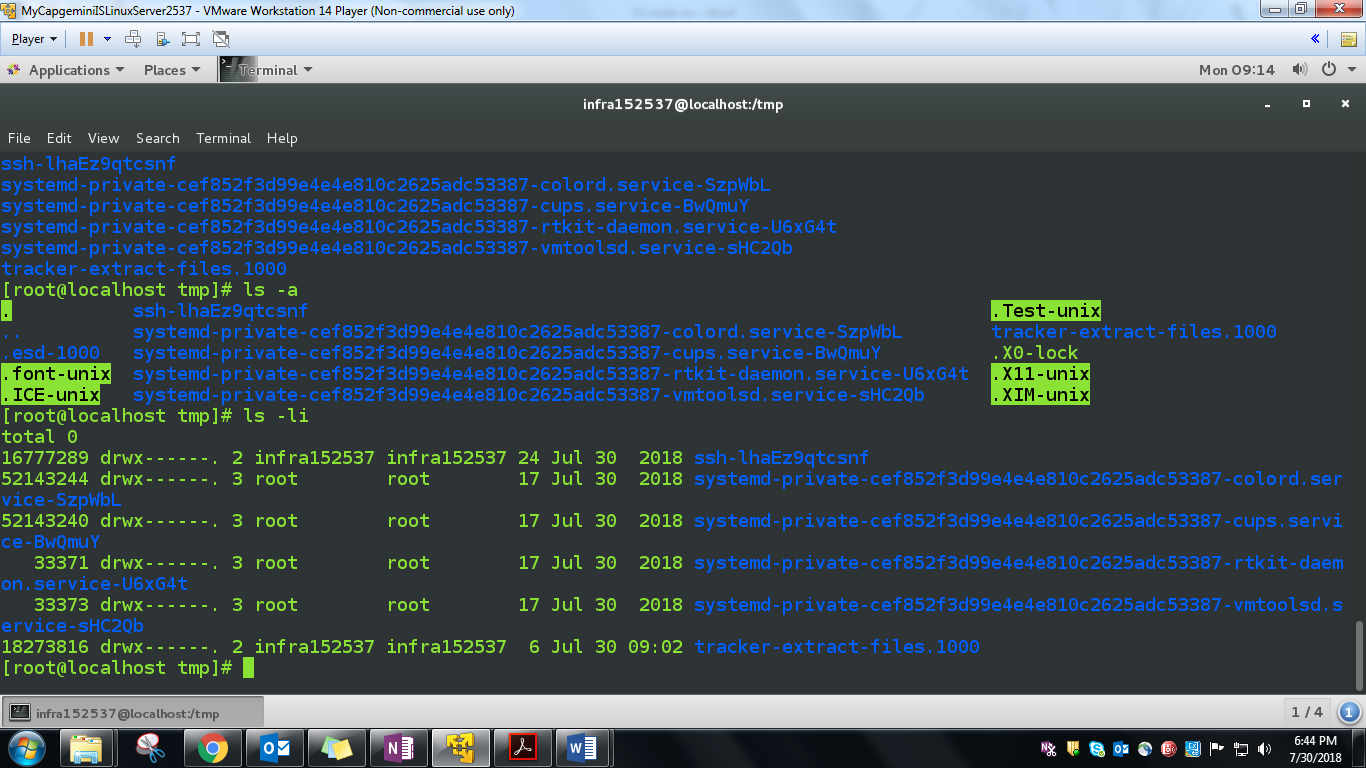 MyCapgeminiISLinuxServer2537 - VMware Workstation 14 Player (Non-commercial use only)
Player
Applications Places Terminal Mon 09:14
infra152537@localhost:/tmp
File Edit View Search Terminal Help
ssh-lhaEz9qtcsnf
systemd-private-cef852f3d99e4e4e810c2625adc53387-colord.service-SzpWbL
systemd-private-cef852f3d99e4e4e810c2625adc53387-cups.service-BwQmuY
systemd-private-cef852f3d99e4e4e810c2625adc53387-rtkit-daemon.service-U6xG4t
systemd-private-cef852f3d99e4e4e810c2625adc53387-vmtoolsd.service-sHC2Qb
tracker-extract-files.1000
[root@localhost tmp]# ls -a
. ssh-lhaEz9qtcsnf .Test-unix
.. systemd-private-cef852f3d99e4e4e810c2625adc53387-colord.service-SzpWbL tracker-extract-files.1000
.esd-1000 systemd-private-cef852f3d99e4e4e810c2625adc53387-cups.service-BwQmuY .X0-lock
.font-unix systemd-private-cef852f3d99e4e4e810c2625adc53387-rtkit-daemon.service-U6xG4t .X11-unix
.ICE-unix systemd-private-cef852f3d99e4e4e810c2625adc53387-vmtoolsd.service-sHC2Qb .XIM-unix
[root@localhost tmp]# ls -li
total 0
16777289 drwx------. 2 infra152537 infra152537 24 Jul 30 2018 ssh-lhaEz9qtcsnf
52143244 drwx------. 3 root root 17 Jul 30 2018 systemd-private-cef852f3d99e4e4e810c2625adc53387-colord.ser
vice-SzpWbL
52143240 drwx------. 3 root root 17 Jul 30 2018 systemd-private-cef852f3d99e4e4e810c2625adc53387-cups.servi
ce-BwQmuY
33371 drwx------. 3 root root 17 Jul 30 2018 systemd-private-cef852f3d99e4e4e810c2625adc53387-rtkit-daem
on.service-U6xG4t
33373 drwx------. 3 root root 17 Jul 30 2018 systemd-private-cef852f3d99e4e4e810c2625adc53387-vmtoolsd.s
ervice-sHC2Qb
18273816 drwx------. 2 infra152537 infra152537 6 Jul 30 09:02 tracker-extract-files.1000
[root@localhost tmp]#
infra152537@localhost:/tmp 1 / 4 1
6:44 PM
7/30/2018